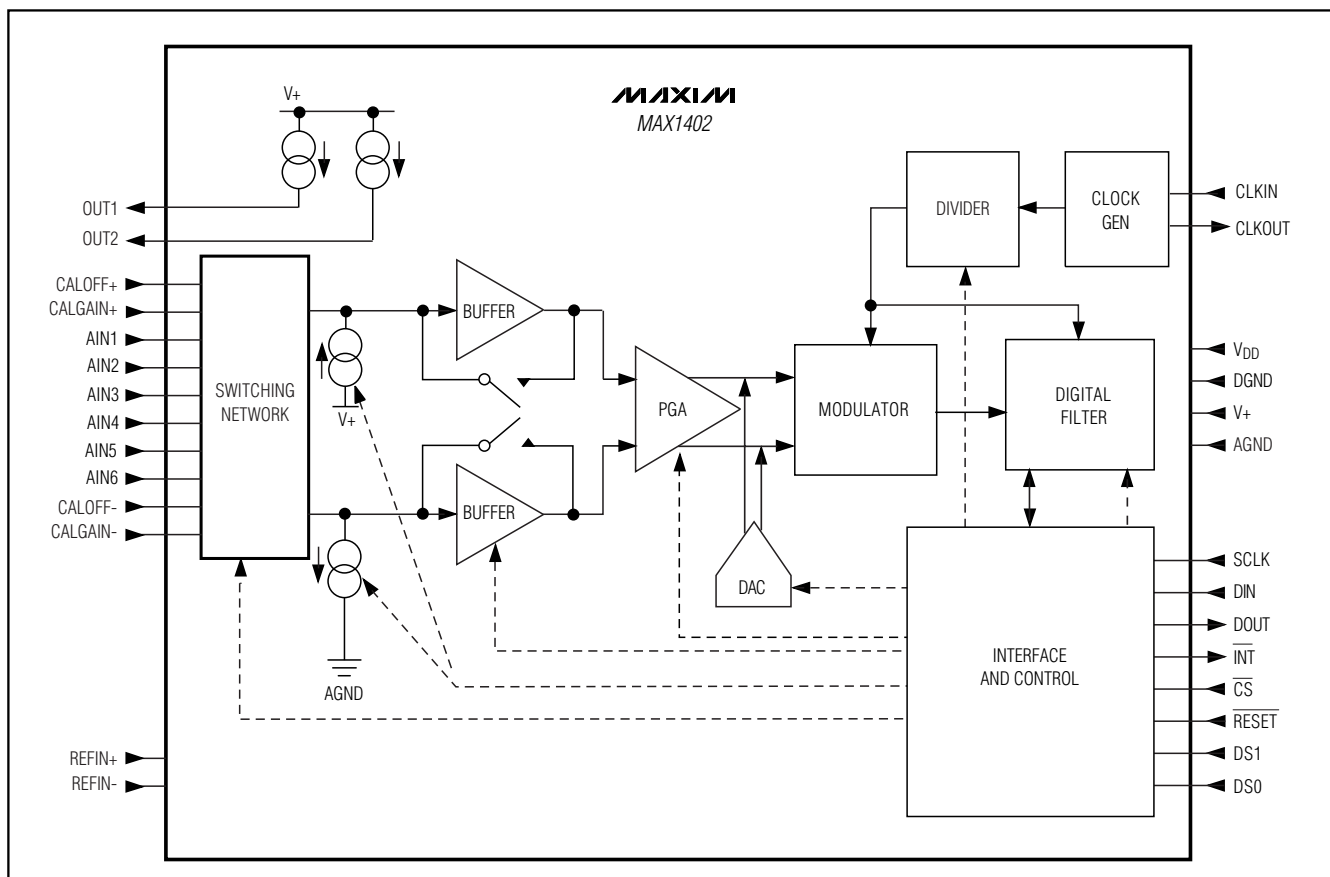 V+
MAXIM
MAX1402
OUT1
OUT2
CALOFF+
CALGAIN+
AIN1
AIN2
AIN3
AIN4
AIN5
AIN6
CALOFF-
CALGAIN-
REFIN+
REFIN-
SWITCHING
NETWORK
V+
AGND
BUFFER
BUFFER
PGA
DAC
MODULATOR
DIVIDER
CLOCK
GEN
DIGITAL
FILTER
INTERFACE
AND CONTROL
CLKIN
CLKOUT
VDD
DGND
V+
AGND
SCLK
DIN
DOUT
INT
CS
RESET
DS1
DS0